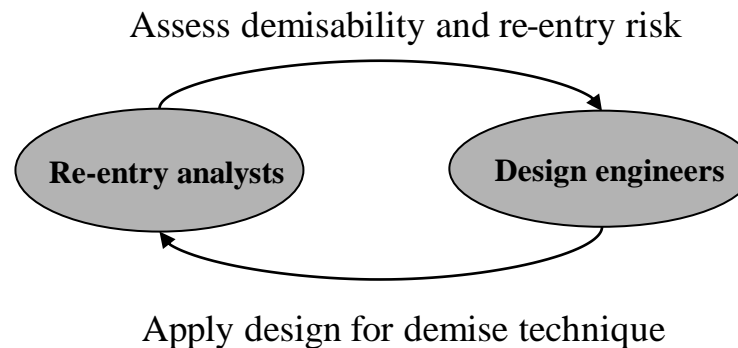 Assess demisability and re-entry risk
Re-entry analysts
Design engineers
Apply design for demise technique